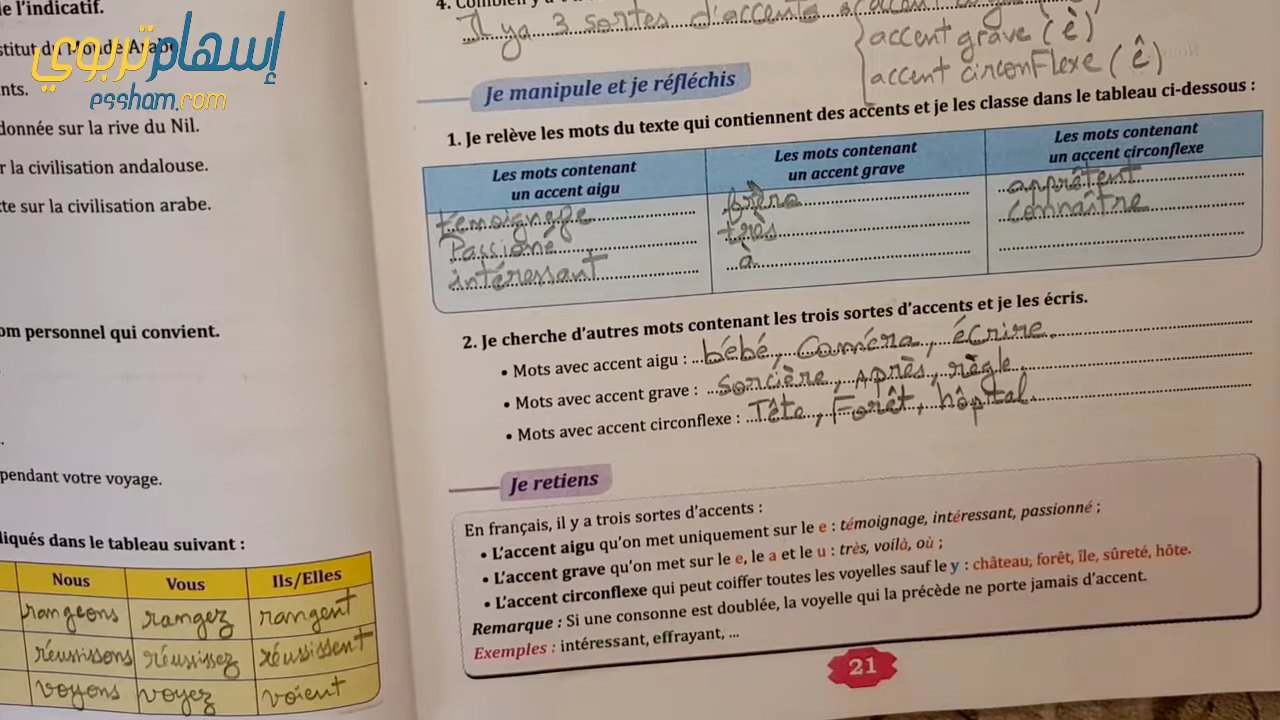 e l'indicatif.
stitut du Monde Arabe
nts.
donnée sur la rive du Nil.
r la civilisation andalouse.
te sur la civilisation arabe.
om personnel qui convient.
pendant votre voyage.
liqués dans le tableau suivant :
Nous Vous Ils/Elles
rangeons rangez rangent
réussissons réussissez réussissent
voyons voyez voient
إسهام تربوي
essham.com
4.
Il ya 3 sortes d'accents
accent grave (è)
accent circonflexe (ê)
Je manipule et je réfléchis
1. Je relève les mots du texte qui contiennent des accents et je les classe dans le tableau ci-dessous :
Les mots contenant un accent aigu
Les mots contenant un accent grave
Les mots contenant un accent circonflexe
témoignage
Passioné
intéressant
très
à
apprêtent
connaître
2. Je cherche d'autres mots contenant les trois sortes d'accents et je les écris.
• Mots avec accent aigu : bébé, Caméra, écrire
• Mots avec accent grave : Sorcière, Après, règle
• Mots avec accent circonflexe : Tête, Forêt, hôpital
Je retiens
En français, il y a trois sortes d'accents :
• L'accent aigu qu'on met uniquement sur le e : témoignage, intéressant, passionné ;
• L'accent grave qu'on met sur le e, le a et le u : très, voilà, où ;
• L'accent circonflexe qui peut coiffer toutes les voyelles sauf le y : château, forêt, île, sûreté, hôte.
Remarque : Si une consonne est doublée, la voyelle qui la précède ne porte jamais d'accent.
Exemples : intéressant, effrayant, ...
21